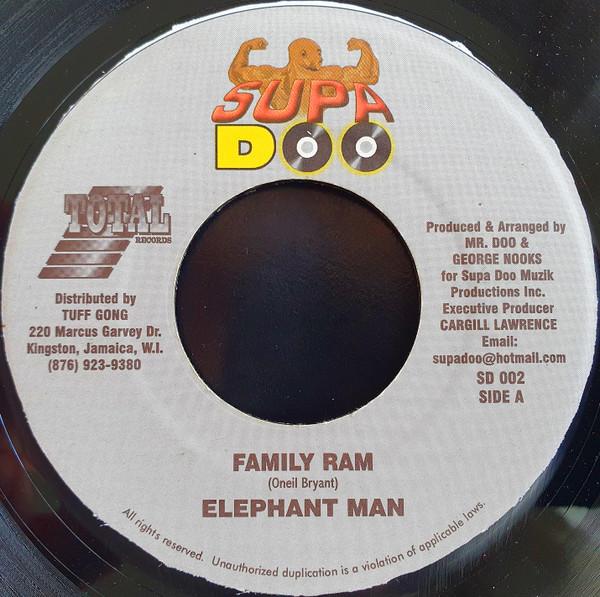 SUPA
DOO
TOTAL
RECORDS
Distributed by
TUFF GONG
220 Marcus Garvey Dr.
Kingston, Jamaica, W.I.
(876) 923-9380
Produced & Arranged by
MR. DOO &
GEORGE NOOKS
for Supa Doo Muzik
Productions Inc.
Executive Producer
CARGILL LAWRENCE
Email:
supadoo@hotmail.com
SD 002
SIDE A
FAMILY RAM
(Oneil Bryant)
ELEPHANT MAN
All rights reserved. Unauthorized duplication is a violation of applicable laws.